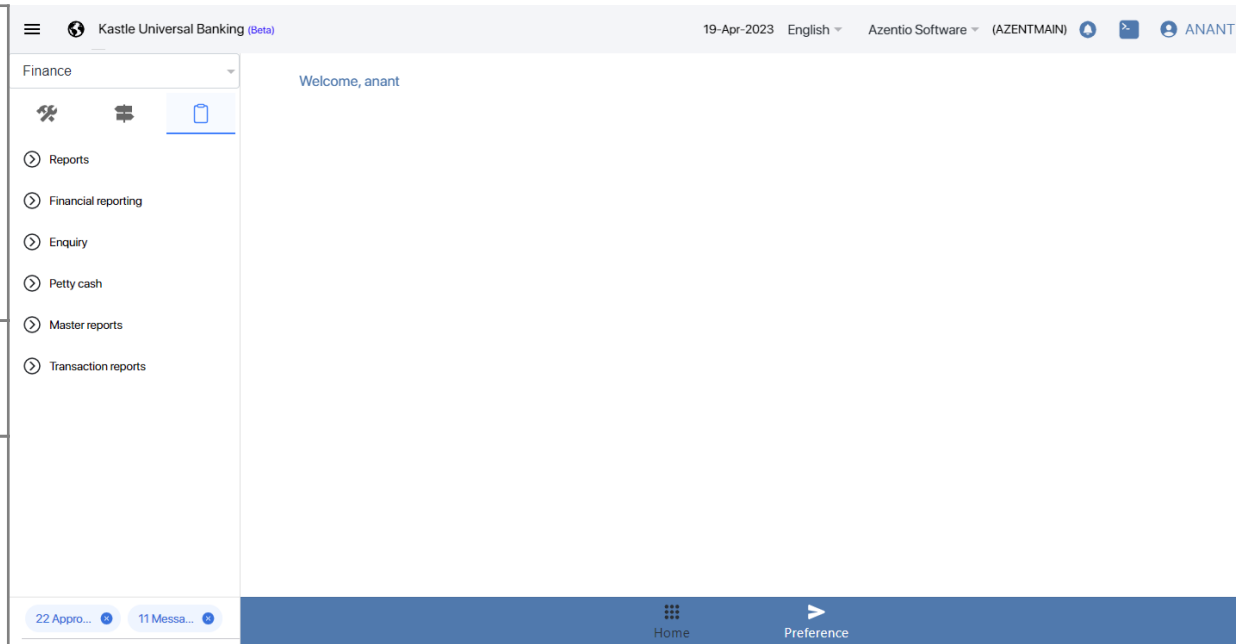 Kastle Universal Banking (Beta)
19-Apr-2023 English Azentio Software (AZENTMAIN) ANANT
Finance
Welcome, anant
Reports
Financial reporting
Enquiry
Petty cash
Master reports
Transaction reports
22 Appro... 11 Messa...
Home Preference